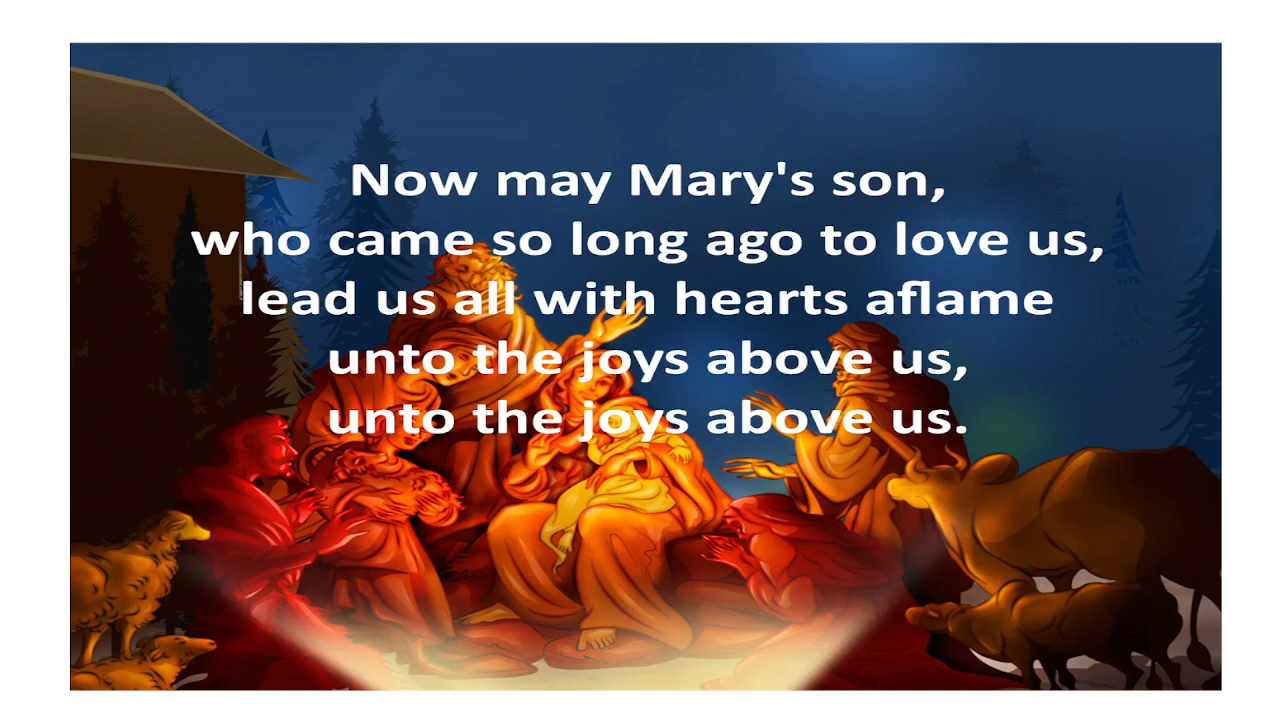 Now may Mary's son,
who came so long ago to love us,
lead us all with hearts aflame
unto the joys above us,
unto the joys above us.